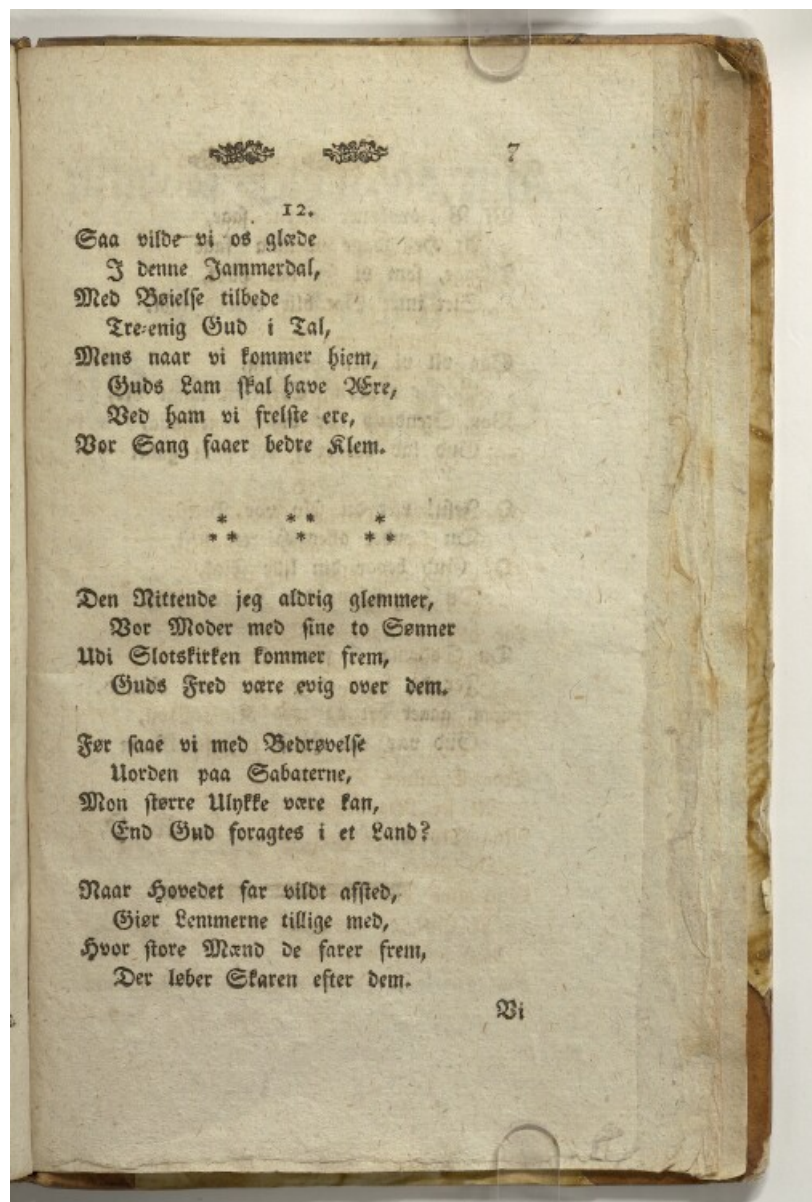 7
12.
Saa vilde vi os glæde
I denne Jammerdal,
Med Bøielse tilbede
Tre-enig Gud i Tal,
Mens naar vi kommer hiem,
Guds Lam skal have Ære,
Ved ham vi frelste ere,
Vor Sang faaer bedre Klem.
* * * *
* * * * *
Den Nittende jeg aldrig glemmer,
Vor Moder med sine to Sønner
Udi Slotskirken kommer frem,
Guds Fred være evig over dem.
Før saae vi med Bedrøvelse
Uorden paa Sabaterne,
Mon større Ulykke være kan,
End Gud foragtes i et Land?
Naar Hovedet far vildt afsted,
Giør Lemmerne tillige med,
Hvor store Mænd de farer frem,
Der løber Skaren efter dem.
Vi